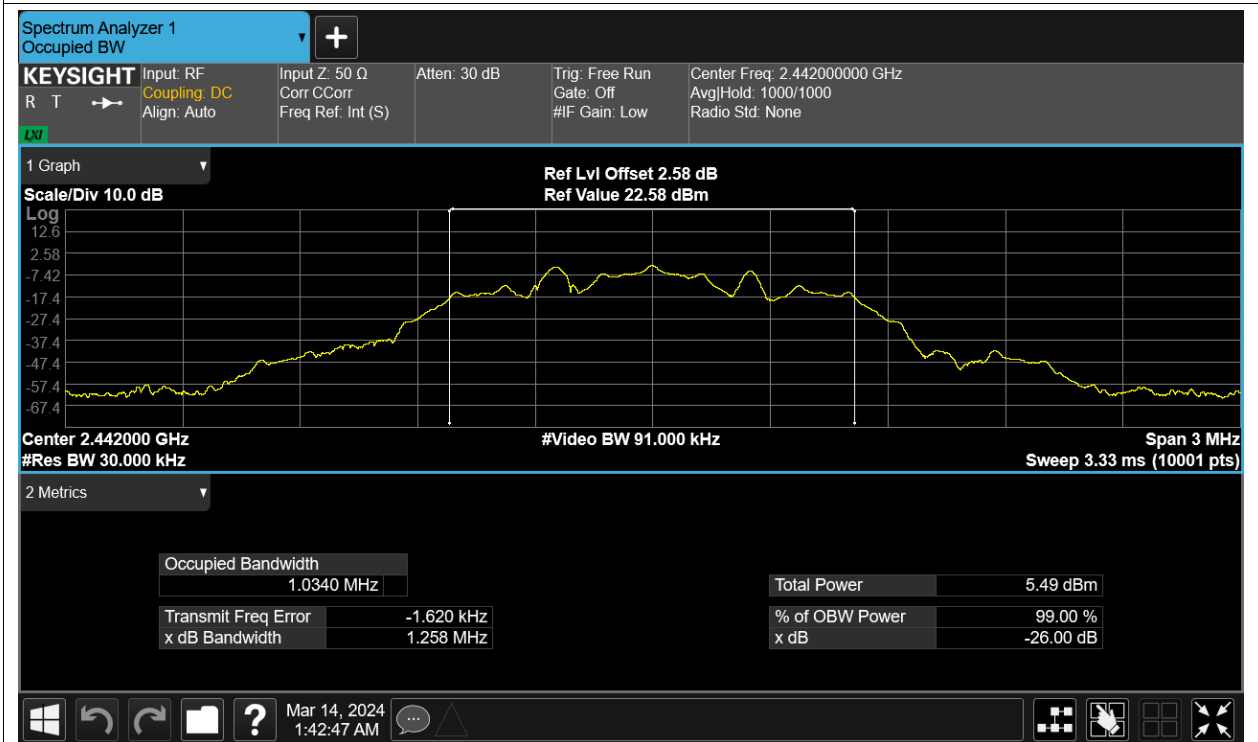 Spectrum Analyzer 1
Occupied BW
KEYSIGHT
R T
LXI
Input: RF
Coupling: DC
Align: Auto
Input Z: 50 Ω
Corr CCorr
Freq Ref: Int (S)
Atten: 30 dB
Trig: Free Run
Gate: Off
#IF Gain: Low
Center Freq: 2.442000000 GHz
Avg|Hold: 1000/1000
Radio Std: None
1 Graph
Scale/Div 10.0 dB
Ref Lvl Offset 2.58 dB
Ref Value 22.58 dBm
Log
12.6
2.58
-7.42
-17.4
-27.4
-37.4
-47.4
-57.4
-67.4
Center 2.442000 GHz
#Res BW 30.000 kHz
#Video BW 91.000 kHz
Span 3 MHz
Sweep 3.33 ms (10001 pts)
2 Metrics
Occupied Bandwidth
1.0340 MHz
Transmit Freq Error -1.620 kHz
x dB Bandwidth 1.258 MHz
Total Power 5.49 dBm
% of OBW Power 99.00 %
x dB -26.00 dB
Mar 14, 2024
1:42:47 AM